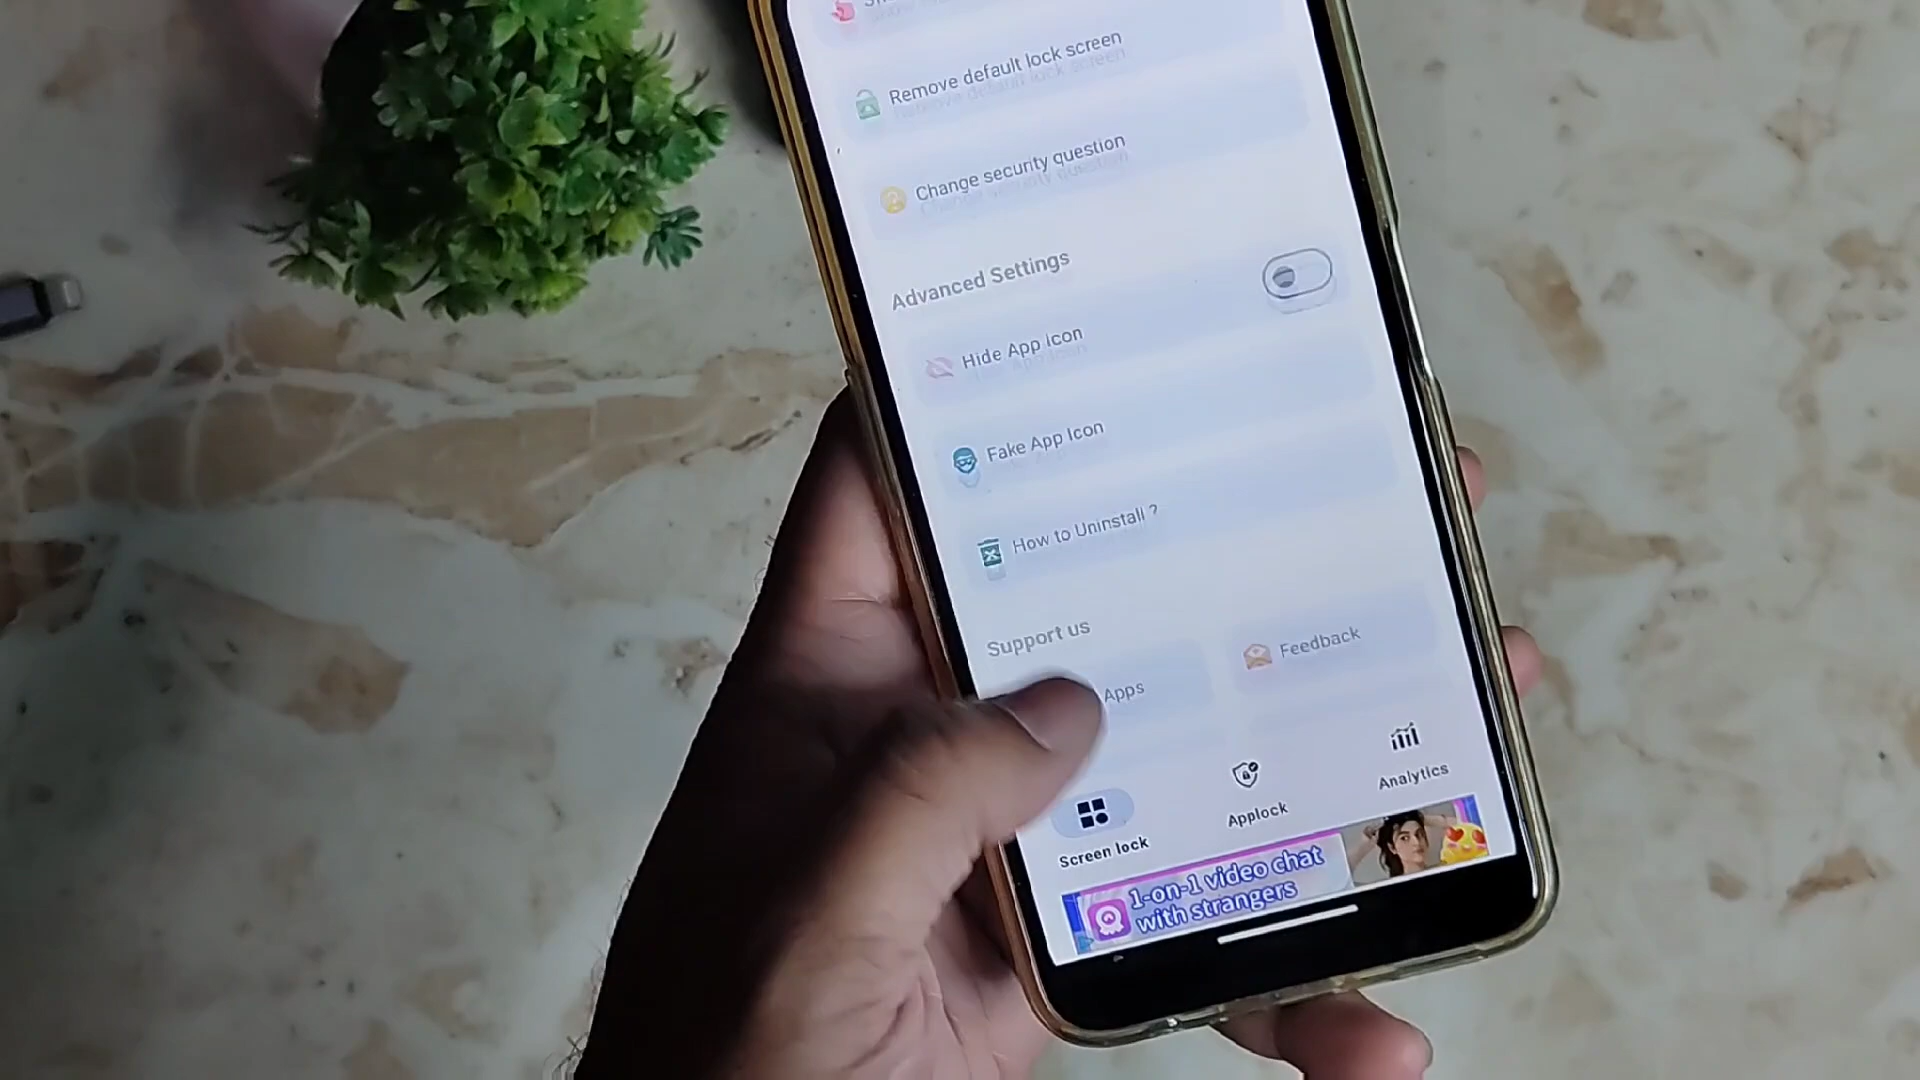 Remove default lock screen
Change security question
Advanced Settings
Hide App icon
Fake App Icon
How to Uninstall ?
Support us
Apps
Feedback
Screen lock
Applock
Analytics
1-on-1 video chat
with strangers